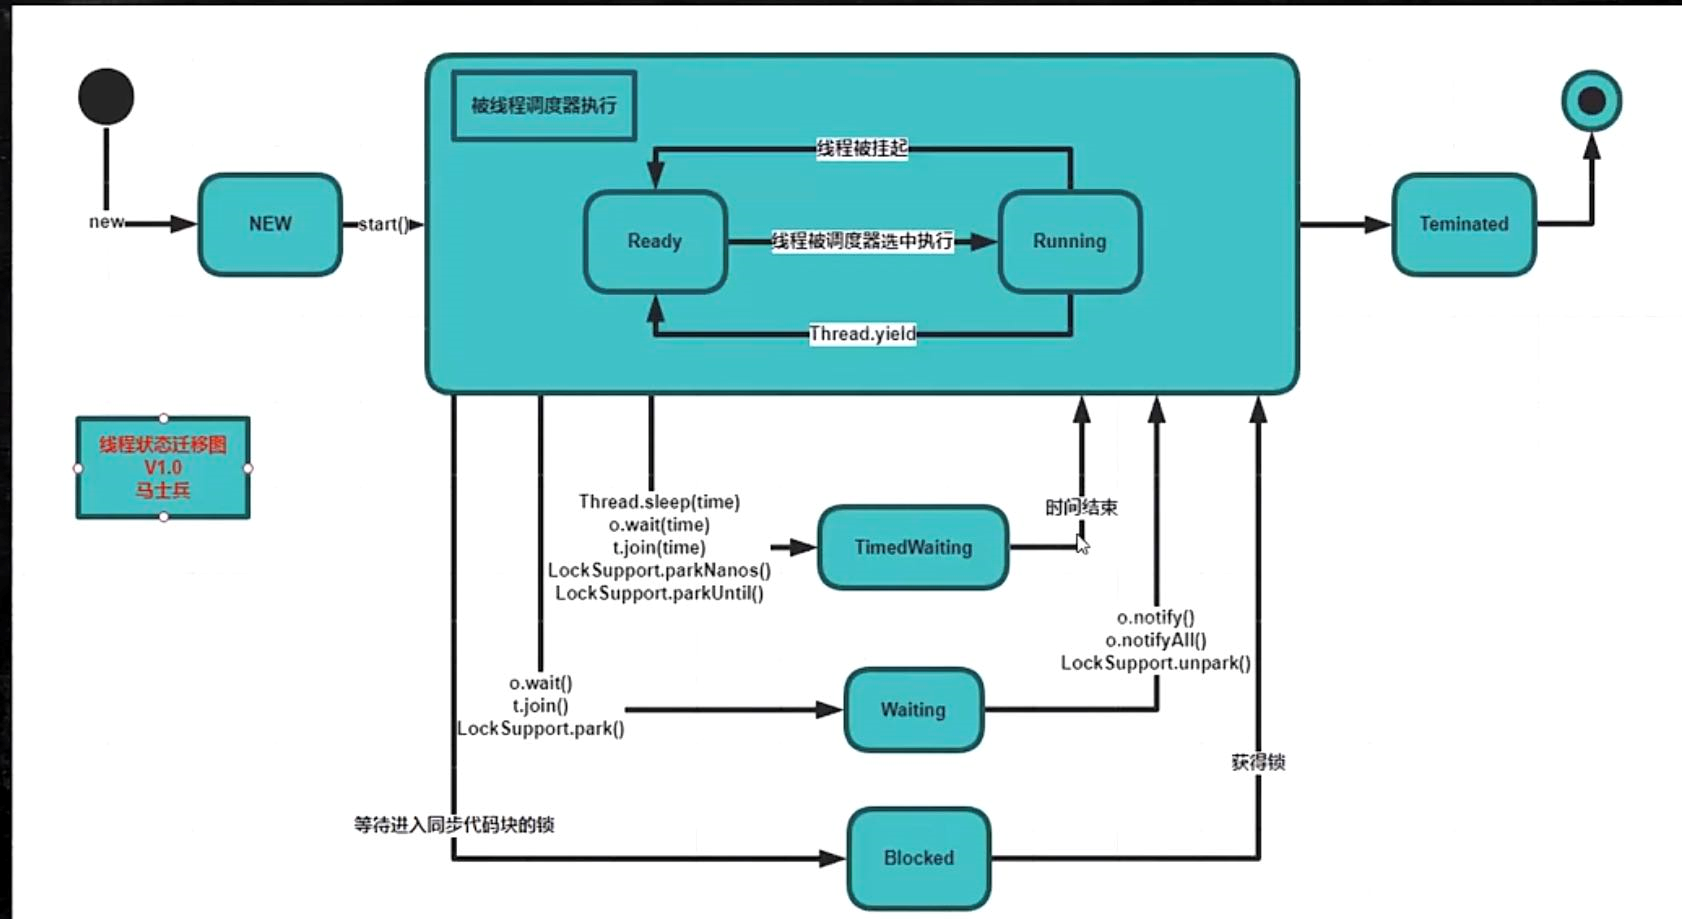 被线程调度器执行
线程被挂起
new
NEW
start()
Ready
线程被调度器选中执行
Running
Teminated
Thread.yield
线程状态迁移图
V1.0
马士兵
Thread.sleep(time)
o.wait(time)
t.join(time)
LockSupport.parkNanos()
LockSupport.parkUntil()
TimedWaiting
时间结束
o.wait()
t.join()
LockSupport.park()
Waiting
o.notify()
o.notifyAll()
LockSupport.unpark()
等待进入同步代码块的锁
Blocked
获得锁